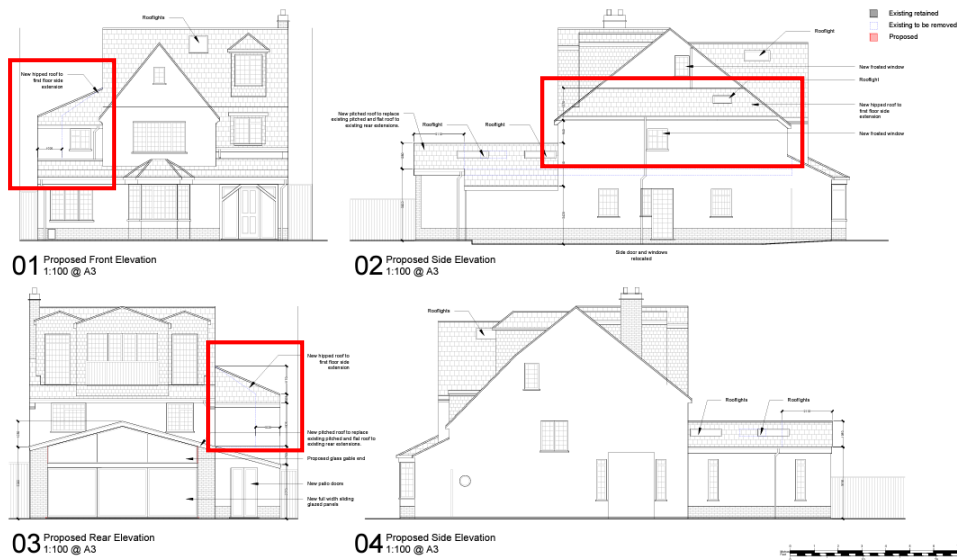 Rooflights
New hipped roof to
first floor side
extension
01 Proposed Front Elevation
1:100 @ A3
Existing retained
Existing to be removed
Proposed
Rooflight
New frosted window
Rooflight
New hipped roof to
first floor side
extension
New frosted window
New pitched roof to replace
existing pitched and flat roof to
existing rear extensions.
Rooflight
Rooflight
Side door and windows
relocated
02 Proposed Side Elevation
1:100 @ A3
New hipped roof to
first floor side
extension
New pitched roof to replace
existing pitched and flat roof to
existing rear extensions.
Proposed glass gable end
New patio doors
New full width sliding
glazed panels
03 Proposed Rear Elevation
1:100 @ A3
Rooflights
Rooflights
Rooflights
04 Proposed Side Elevation
1:100 @ A3